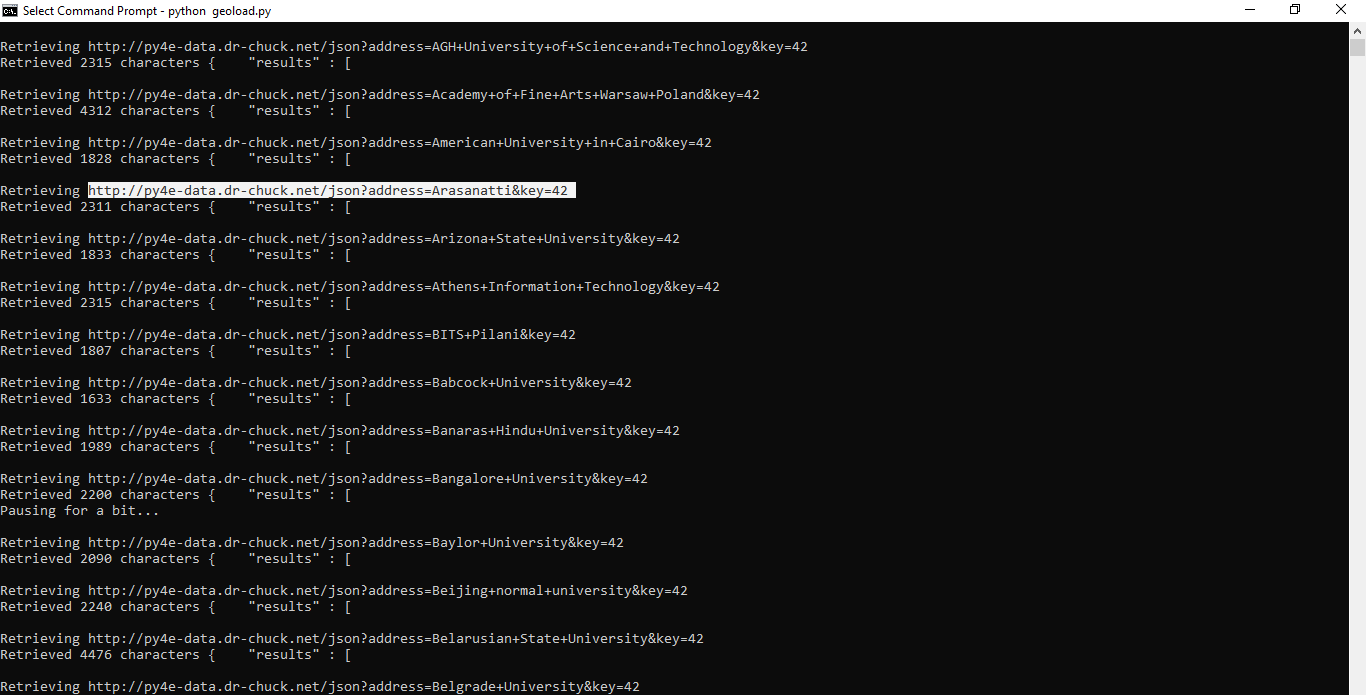 Select Command Prompt - python  geoload.py
Retrieving http://py4e-data.dr-chuck.net/json?address=AGH+University+of+Science+and+Technology&key=42
Retrieved 2315 characters {    "results" : [
Retrieving http://py4e-data.dr-chuck.net/json?address=Academy+of+Fine+Arts+Warsaw+Poland&key=42
Retrieved 4312 characters {    "results" : [
Retrieving http://py4e-data.dr-chuck.net/json?address=American+University+in+Cairo&key=42
Retrieved 1828 characters {    "results" : [
Retrieving http://py4e-data.dr-chuck.net/json?address=Arasanatti&key=42
Retrieved 2311 characters {    "results" : [
Retrieving http://py4e-data.dr-chuck.net/json?address=Arizona+State+University&key=42
Retrieved 1833 characters {    "results" : [
Retrieving http://py4e-data.dr-chuck.net/json?address=Athens+Information+Technology&key=42
Retrieved 2315 characters {    "results" : [
Retrieving http://py4e-data.dr-chuck.net/json?address=BITS+Pilani&key=42
Retrieved 1807 characters {    "results" : [
Retrieving http://py4e-data.dr-chuck.net/json?address=Babcock+University&key=42
Retrieved 1633 characters {    "results" : [
Retrieving http://py4e-data.dr-chuck.net/json?address=Banaras+Hindu+University&key=42
Retrieved 1989 characters {    "results" : [
Retrieving http://py4e-data.dr-chuck.net/json?address=Bangalore+University&key=42
Retrieved 2200 characters {    "results" : [
Pausing for a bit...
Retrieving http://py4e-data.dr-chuck.net/json?address=Baylor+University&key=42
Retrieved 2090 characters {    "results" : [
Retrieving http://py4e-data.dr-chuck.net/json?address=Beijing+normal+university&key=42
Retrieved 2240 characters {    "results" : [
Retrieving http://py4e-data.dr-chuck.net/json?address=Belarusian+State+University&key=42
Retrieved 4476 characters {    "results" : [
Retrieving http://py4e-data.dr-chuck.net/json?address=Belgrade+University&key=42